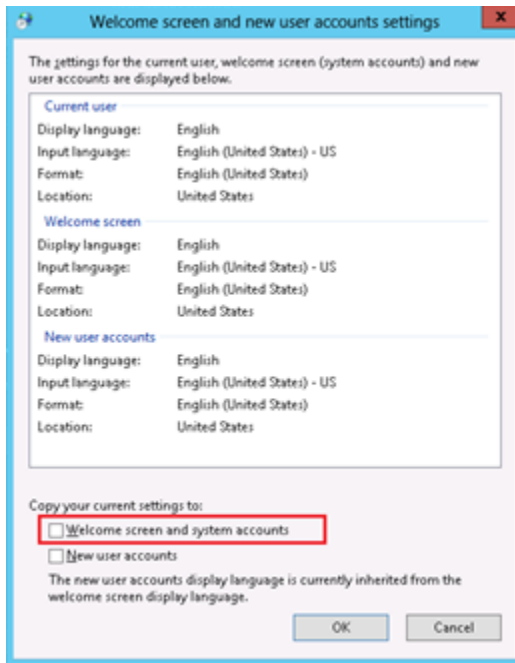 Welcome screen and new user accounts settings
x
The settings for the current user, welcome screen (system accounts) and new
user accounts are displayed below.
Current user
Display language: English
Input language: English (United States) - US
Format: English (United States)
Location: United States
Welcome screen
Display language: English
Input language: English (United States) - US
Format: English (United States)
Location: United States
New user accounts
Display language: English
Input language: English (United States) - US
Format: English (United States)
Location: United States
Copy your current settings to:
Welcome screen and system accounts
New user accounts
The new user accounts display language is currently inherited from the
welcome screen display language.
OK Cancel